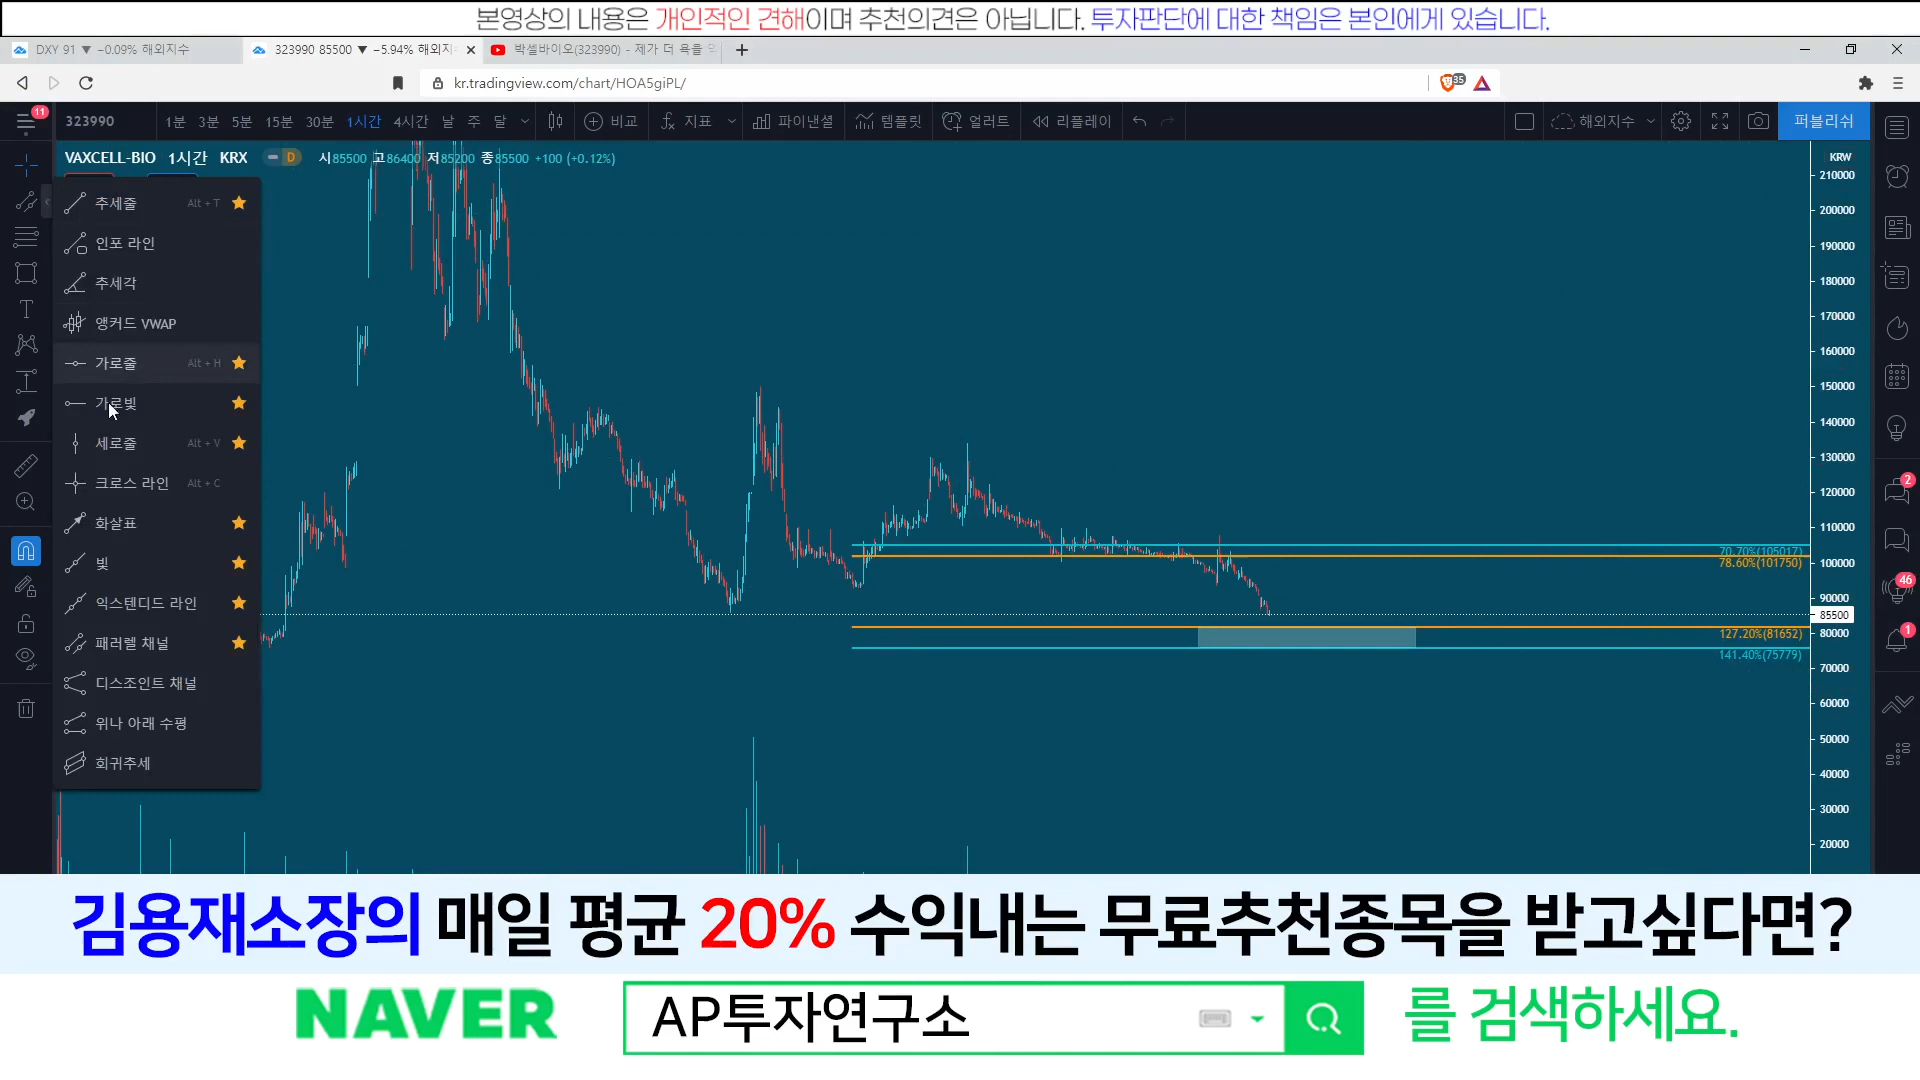 본영상의 내용은 개인적인 견해이며 추천의견은 아닙니다. 투자판단에 대한 책임은 본인에게 있습니다.
DXY 91 ▼ −0.09% 해외지수
323990 85500 ▼ −5.94% 해외지
박셀바이오(323990) - 제가 더 욕을
kr.tradingview.com/chart/HOA5giPL/
35
11
323990
1분 3분 5분 15분 30분 1시간 4시간 날 주 달
비교
지표
파이낸셜
템플릿
얼러트
리플레이
해외지수
퍼블리쉬
VAXCELL-BIO 1시간 KRX
D
시85500 고86400 저85200 종85500 +100 (+0.12%)
추세줄 Alt + T
인포 라인
추세각
앵커드 VWAP
가로줄 Alt + H
가로빛
세로줄 Alt + V
크로스 라인 Alt + C
화살표
빛
익스텐디드 라인
패러렐 채널
디스조인트 채널
위나 아래 수평
회귀추세
KRW
210000
200000
190000
180000
170000
160000
150000
140000
130000
120000
110000
100000
90000
85500
80000
70000
60000
50000
40000
30000
20000
70.70%(105017)
78.60%(101750)
127.20%(81652)
141.40%(75779)
2
46
1
김용재소장의 매일 평균 20% 수익내는 무료추천종목을 받고싶다면?
NAVER AP투자연구소 를 검색하세요.